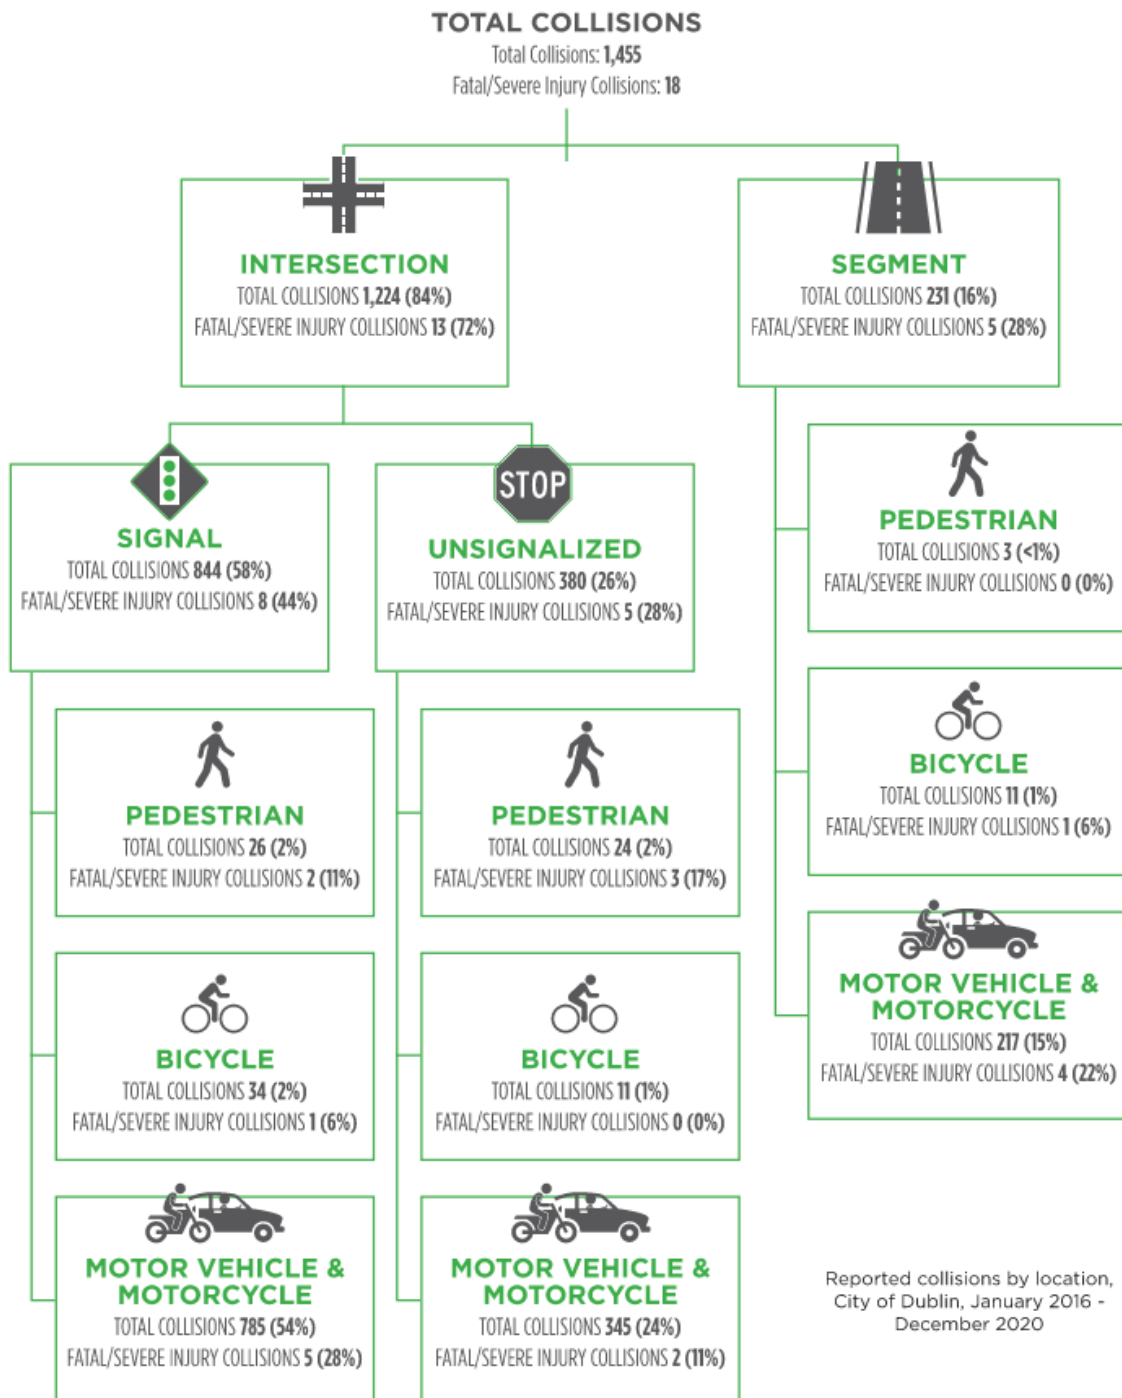 TOTAL COLLISIONS
Total Collisions: 1,455
Fatal/Severe Injury Collisions: 18
INTERSECTION
TOTAL COLLISIONS 1,224 (84%)
FATAL/SEVERE INJURY COLLISIONS 13 (72%)
SEGMENT
TOTAL COLLISIONS 231 (16%)
FATAL/SEVERE INJURY COLLISIONS 5 (28%)
SIGNAL
TOTAL COLLISIONS 844 (58%)
FATAL/SEVERE INJURY COLLISIONS 8 (44%)
STOP
UNSIGNALIZED
TOTAL COLLISIONS 380 (26%)
FATAL/SEVERE INJURY COLLISIONS 5 (28%)
PEDESTRIAN
TOTAL COLLISIONS 26 (2%)
FATAL/SEVERE INJURY COLLISIONS 2 (11%)
BICYCLE
TOTAL COLLISIONS 34 (2%)
FATAL/SEVERE INJURY COLLISIONS 1 (6%)
MOTOR VEHICLE &
MOTORCYCLE
TOTAL COLLISIONS 785 (54%)
FATAL/SEVERE INJURY COLLISIONS 5 (28%)
PEDESTRIAN
TOTAL COLLISIONS 24 (2%)
FATAL/SEVERE INJURY COLLISIONS 3 (17%)
BICYCLE
TOTAL COLLISIONS 11 (1%)
FATAL/SEVERE INJURY COLLISIONS 0 (0%)
MOTOR VEHICLE &
MOTORCYCLE
TOTAL COLLISIONS 345 (24%)
FATAL/SEVERE INJURY COLLISIONS 2 (11%)
PEDESTRIAN
TOTAL COLLISIONS 3 (<1%)
FATAL/SEVERE INJURY COLLISIONS 0 (0%)
BICYCLE
TOTAL COLLISIONS 11 (1%)
FATAL/SEVERE INJURY COLLISIONS 1 (6%)
MOTOR VEHICLE &
MOTORCYCLE
TOTAL COLLISIONS 217 (15%)
FATAL/SEVERE INJURY COLLISIONS 4 (22%)
Reported collisions by location,
City of Dublin, January 2016 -
December 2020